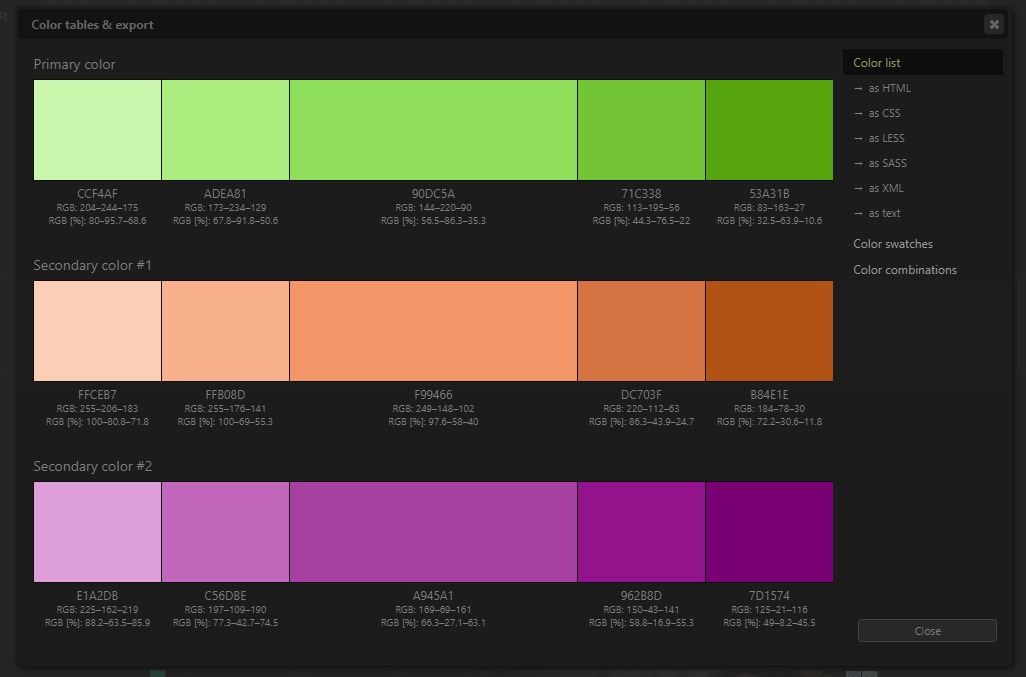 Color tables & export
Primary color
CCF4AF ADEA81 90DC5A 71C338 53A31B
RGB: 204–244–175 RGB: 173–234–129 RGB: 144–220–90 RGB: 113–195–56 RGB: 83–163–27
RGB [%]: 80–95.7–68.6 RGB [%]: 67.8–91.8–50.6 RGB [%]: 56.5–86.3–35.3 RGB [%]: 44.3–76.5–22 RGB [%]: 32.5–63.9–10.6
Secondary color #1
FFCEB7 FFB08D F99466 DC703F B84E1E
RGB: 255–206–183 RGB: 255–176–141 RGB: 249–148–102 RGB: 220–112–63 RGB: 184–78–30
RGB [%]: 100–80.8–71.8 RGB [%]: 100–69–55.3 RGB [%]: 97.6–58–40 RGB [%]: 86.3–43.9–24.7 RGB [%]: 72.2–30.6–11.8
Secondary color #2
E1A2DB C56DBE A945A1 962B8D 7D1574
RGB: 225–162–219 RGB: 197–109–190 RGB: 169–69–161 RGB: 150–43–141 RGB: 125–21–116
RGB [%]: 88.2–63.5–85.9 RGB [%]: 77.3–42.7–74.5 RGB [%]: 66.3–27.1–63.1 RGB [%]: 58.8–16.9–55.3 RGB [%]: 49–8.2–45.5
Color list
→ as HTML
→ as CSS
→ as LESS
→ as SASS
→ as XML
→ as text
Color swatches
Color combinations
Close